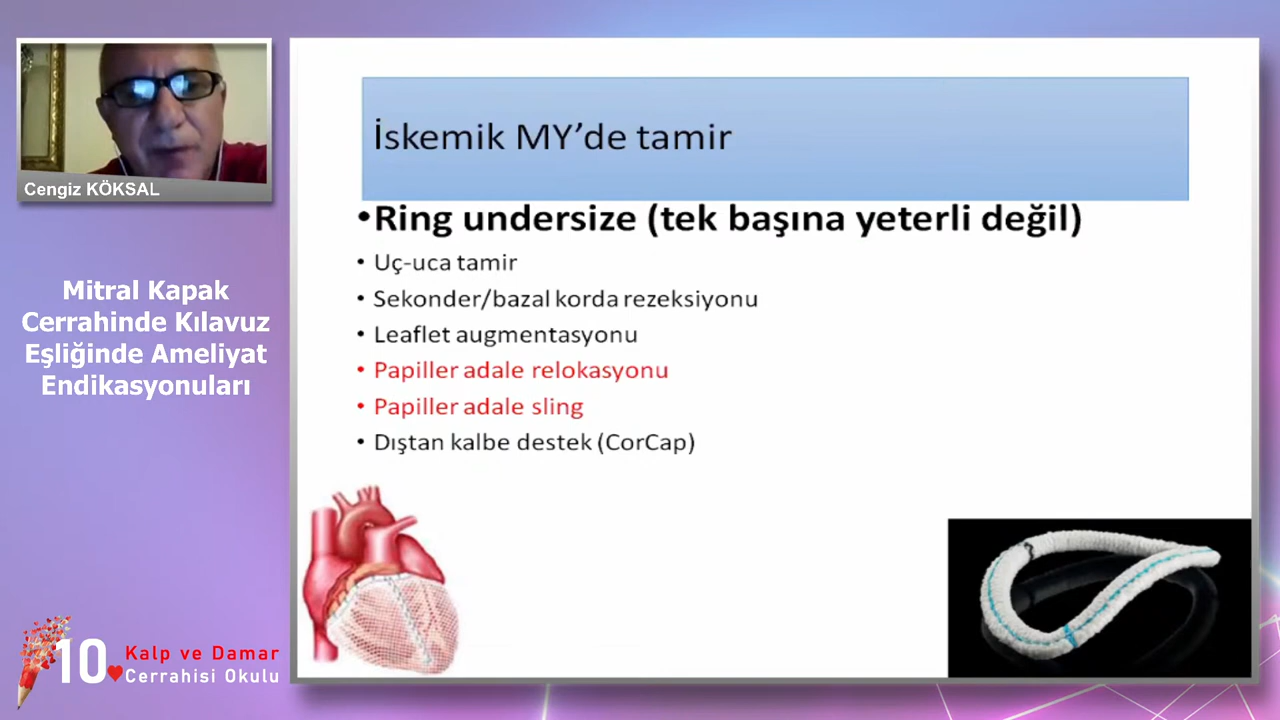 Cengiz KÖKSAL
Mitral Kapak
Cerrahinde Kılavuz
Eşliğinde Ameliyat
Endikasyonuları
10
Kalp ve Damar
Cerrahisi Okulu
İskemik MY’de tamir
•Ring undersize (tek başına yeterli değil)
• Uç-uca tamir
• Sekonder/bazal korda rezeksiyonu
• Leaflet augmentasyonu
• Papiller adale relokasyonu
• Papiller adale sling
• Dıştan kalbe destek (CorCap)